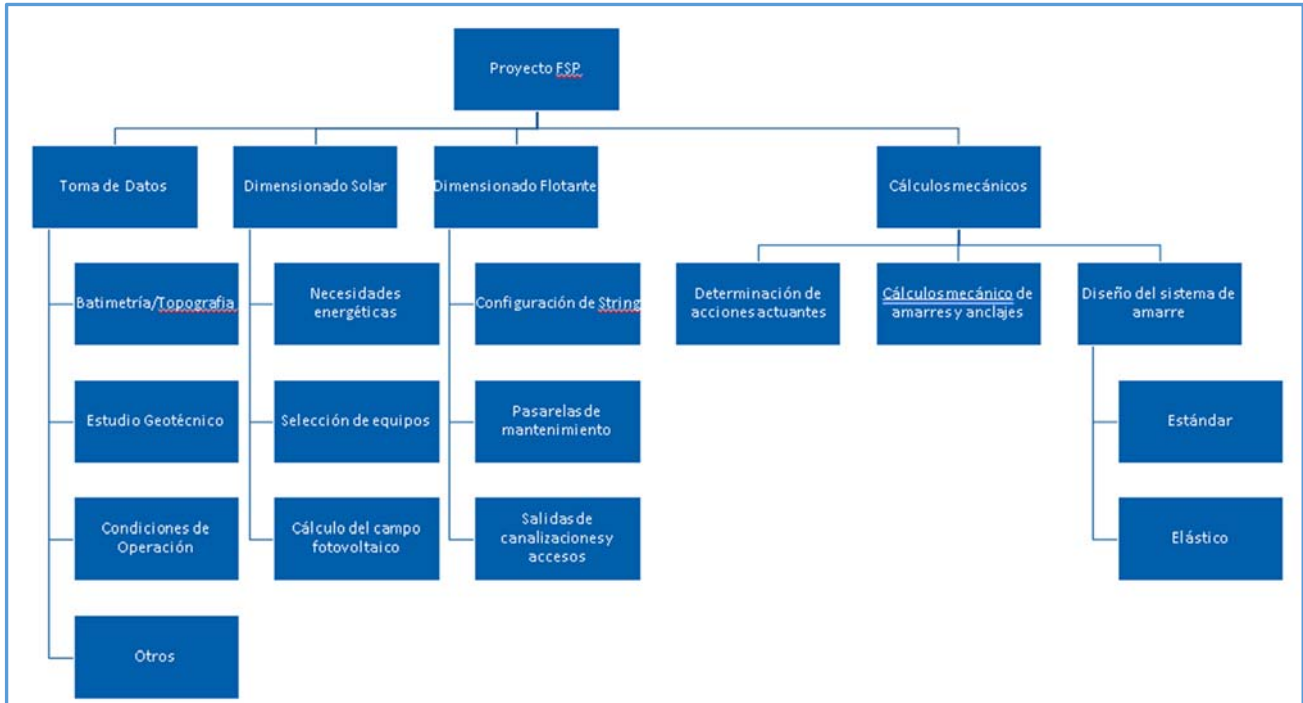 Proyecto FSP
Toma de Datos
Dimensionado Solar
Dimensionado Flotante
Cálculos mecánicos
Batimetría/Topografia
Necesidades
energéticas
Configuración de String
Determinación de
acciones actuantes
Cálculos mecánico de
amarres y anclajes
Diseño del sistema de
amarre
Estudio Geotécnico
Selección de equipos
Pasarelas de
mantenimiento
Estándar
Condiciones de
Operación
Cálculo del campo
fotovoltaico
Salidas de
canalizaciones y
accesos
Elástico
Otros